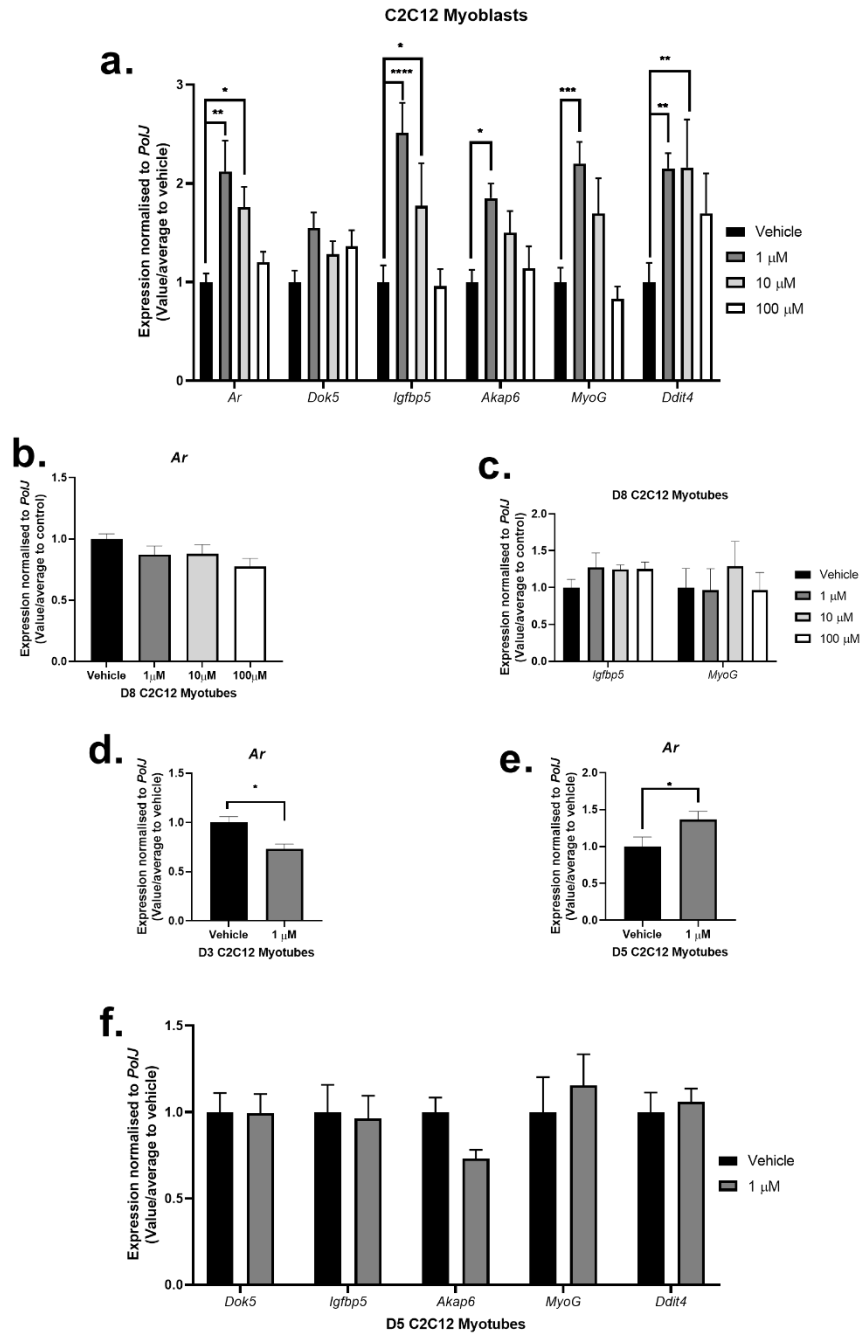 C2C12 Myoblasts
a.
Expression normalised to PolJ
(Value/average to vehicle)
3
2
1
0
**
*
****
*
*
***
**
**
Ar
Dok5
Igfbp5
Akap6
MyoG
Ddit4
Vehicle
1 μM
10 μM
100 μM
b.
Ar
Expression normalised to PolJ
(Value/average to control)
1.5
1.0
0.5
0.0
Vehicle 1μM 10μM 100μM
D8 C2C12 Myotubes
c.
D8 C2C12 Myotubes
Expression normalised to PolJ
(Value/average to control)
2.0
1.5
1.0
0.5
0.0
Igfbp5
MyoG
Vehicle
1 μM
10 μM
100 μM
d.
Ar
Expression normalised to PolJ
(Value/average to vehicle)
1.5
1.0
0.5
0.0
*
Vehicle 1 μM
D3 C2C12 Myotubes
e.
Ar
Expression normalised to PolJ
(Value/average to vehicle)
2.0
1.5
1.0
0.5
0.0
*
Vehicle 1 μM
D5 C2C12 Myotubes
f.
Expression normalised to PolJ
(Value/average to vehicle)
1.5
1.0
0.5
0.0
Dok5
Igfbp5
Akap6
MyoG
Ddit4
D5 C2C12 Myotubes
Vehicle
1 μM